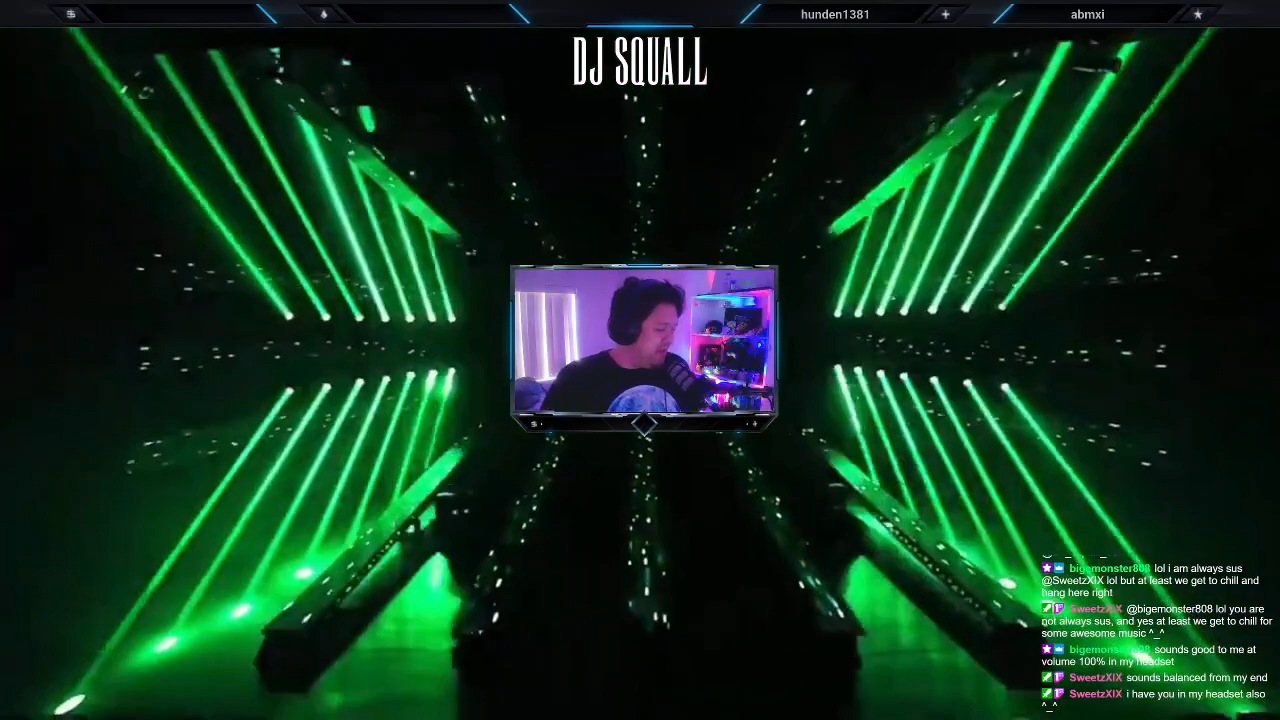 hunden1381
abmxi
DJ SQUALL
bigemonster808 lol i am always sus
@SweetzXIX lol but at least we get to chill and
hang here right
SweetzXIX @bigemonster808 lol you are
not always sus, and yes at least we get to chill for
some awesome music ^_^
bigemonster808 sounds good to me at
volume 100% in my headset
SweetzXIX sounds balanced from my end
SweetzXIX i have you in my headset also
^_^